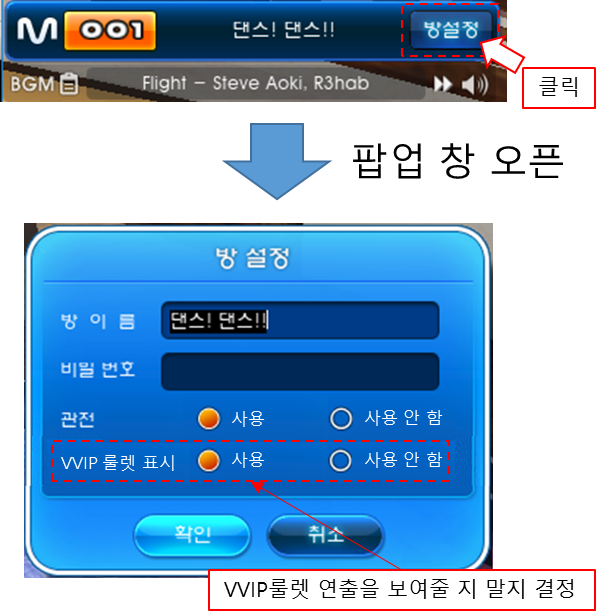 M 001 댄스! 댄스!! 방설정
BGM Flight - Steve Aoki, R3hab
클릭
팝업 창 오픈
방 설정
방 이 름 댄스! 댄스!!
비밀 번호
관전 사용 사용 안 함
VVIP 룰렛 표시 사용 사용 안 함
확인 취소
VVIP룰렛 연출을 보여줄 지 말지 결정